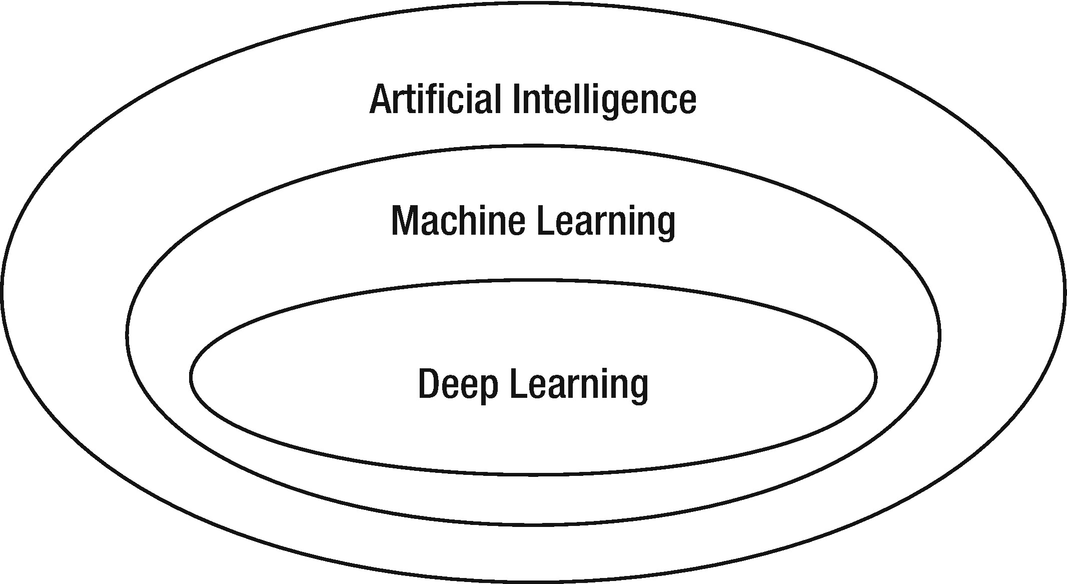 Artificial Intelligence
Machine Learning
Deep Learning